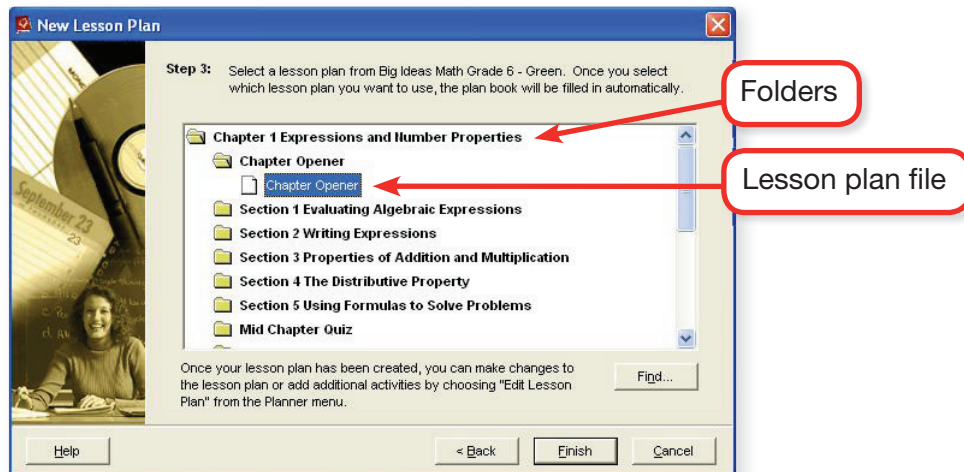 New Lesson Plan
Step 3: Select a lesson plan from Big Ideas Math Grade 6 - Green. Once you select
which lesson plan you want to use, the plan book will be filled in automatically.
Folders
Chapter 1 Expressions and Number Properties
Chapter Opener
Lesson plan file
Chapter Opener
Section 1 Evaluating Algebraic Expressions
Section 2 Writing Expressions
Section 3 Properties of Addition and Multiplication
Section 4 The Distributive Property
Section 5 Using Formulas to Solve Problems
Mid Chapter Quiz
September 23
23
Once your lesson plan has been created, you can make changes to
the lesson plan or add additional activities by choosing "Edit Lesson
Plan" from the Planner menu.
Find...
Help
< Back
Finish
Cancel